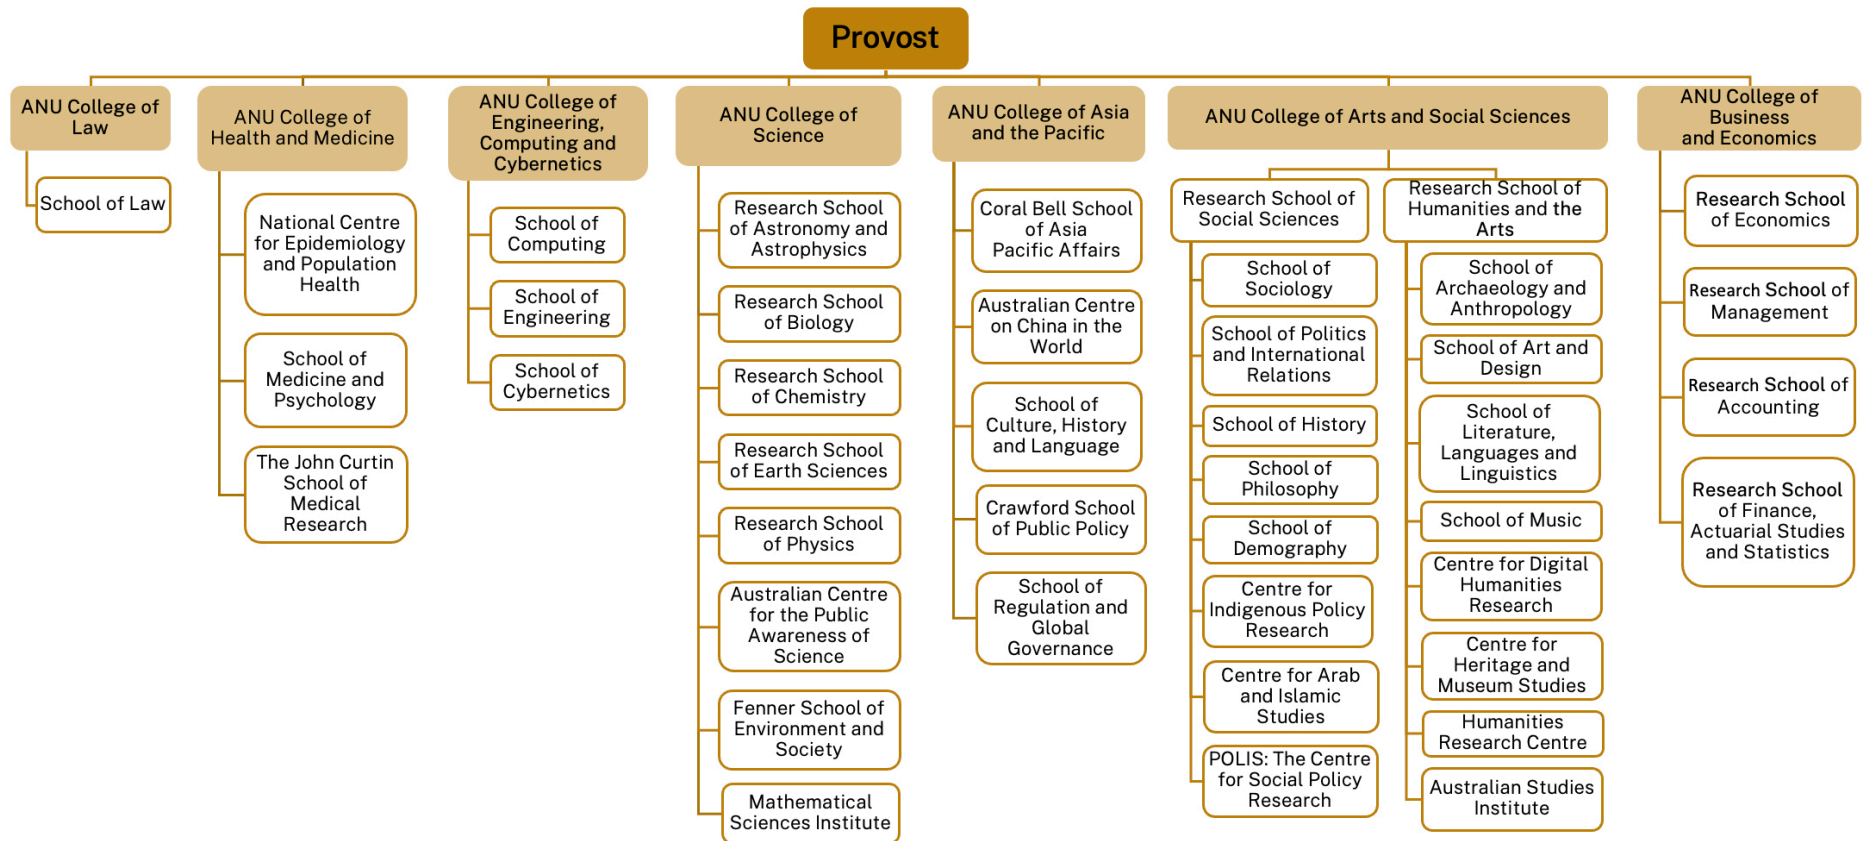 Provost
ANU College of
Law
School of Law
ANU College of
Health and Medicine
National Centre
for Epidemiology
and Population
Health
School of
Medicine and
Psychology
The John Curtin
School of
Medical
Research
ANU College of
Engineering,
Computing and
Cybernetics
School of
Computing
School of
Engineering
School of
Cybernetics
ANU College of
Science
Research School
of Astronomy and
Astrophysics
Research School
of Biology
Research School
of Chemistry
Research School
of Earth Sciences
Research School
of Physics
Australian Centre
for the Public
Awareness of
Science
Fenner School of
Environment and
Society
Mathematical
Sciences Institute
ANU College of Asia
and the Pacific
Coral Bell School
of Asia
Pacific Affairs
Australian Centre
on China in the
World
School of
Culture, History
and Language
Crawford School
of Public Policy
School of
Regulation and
Global
Governance
ANU College of Arts and Social Sciences
Research School of
Social Sciences
School of
Sociology
School of Politics
and International
Relations
School of History
School of
Philosophy
School of
Demography
Centre for
Indigenous Policy
Research
Centre for Arab
and Islamic
Studies
POLIS: The Centre
for Social Policy
Research
Research School of
Humanities and the
Arts
School of
Archaeology and
Anthropology
School of Art and
Design
School of
Literature,
Languages and
Linguistics
School of Music
Centre for Digital
Humanities
Research
Centre for
Heritage and
Museum Studies
Humanities
Research Centre
Australian Studies
Institute
ANU College of
Business
and Economics
Research School
of Economics
Research School of
Management
Research School of
Accounting
Research School
of Finance,
Actuarial Studies
and Statistics